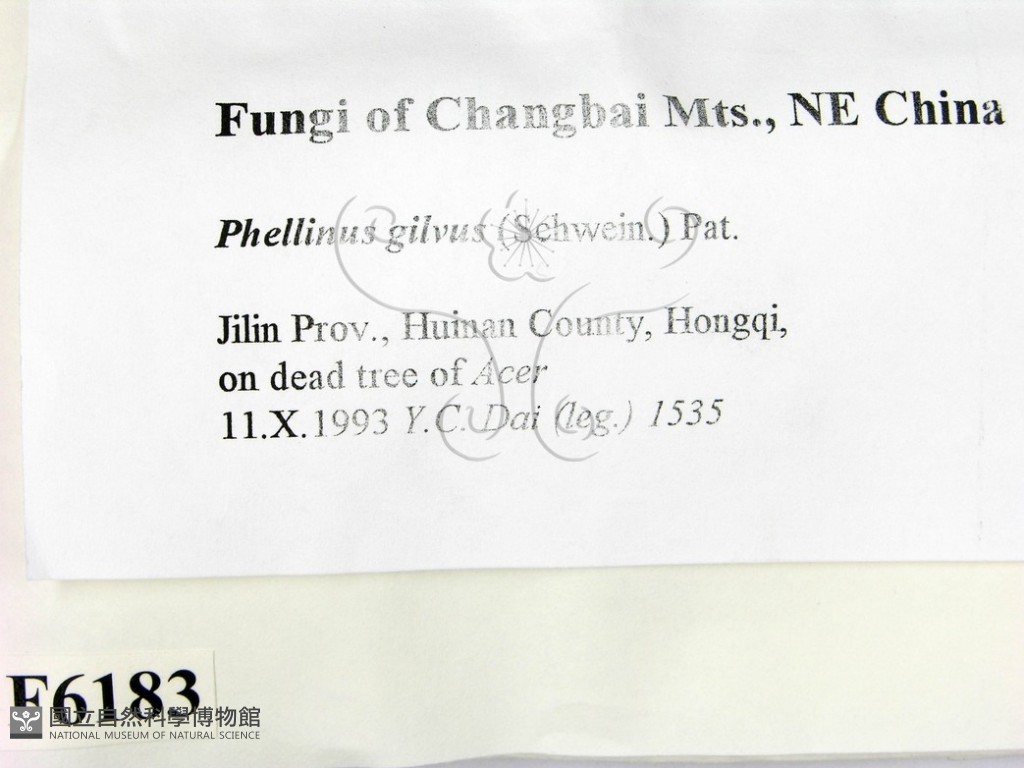 Fungi of Changbai Mts., NE China
Phellinus gilvus (Schwein.) Pat.
Jilin Prov., Huinan County, Hongqi,
on dead tree of Acer
11.X.1993 Y.C. Dai (leg.) 1535
F6183
國立自然科學博物館
NATIONAL MUSEUM OF NATURAL SCIENCE